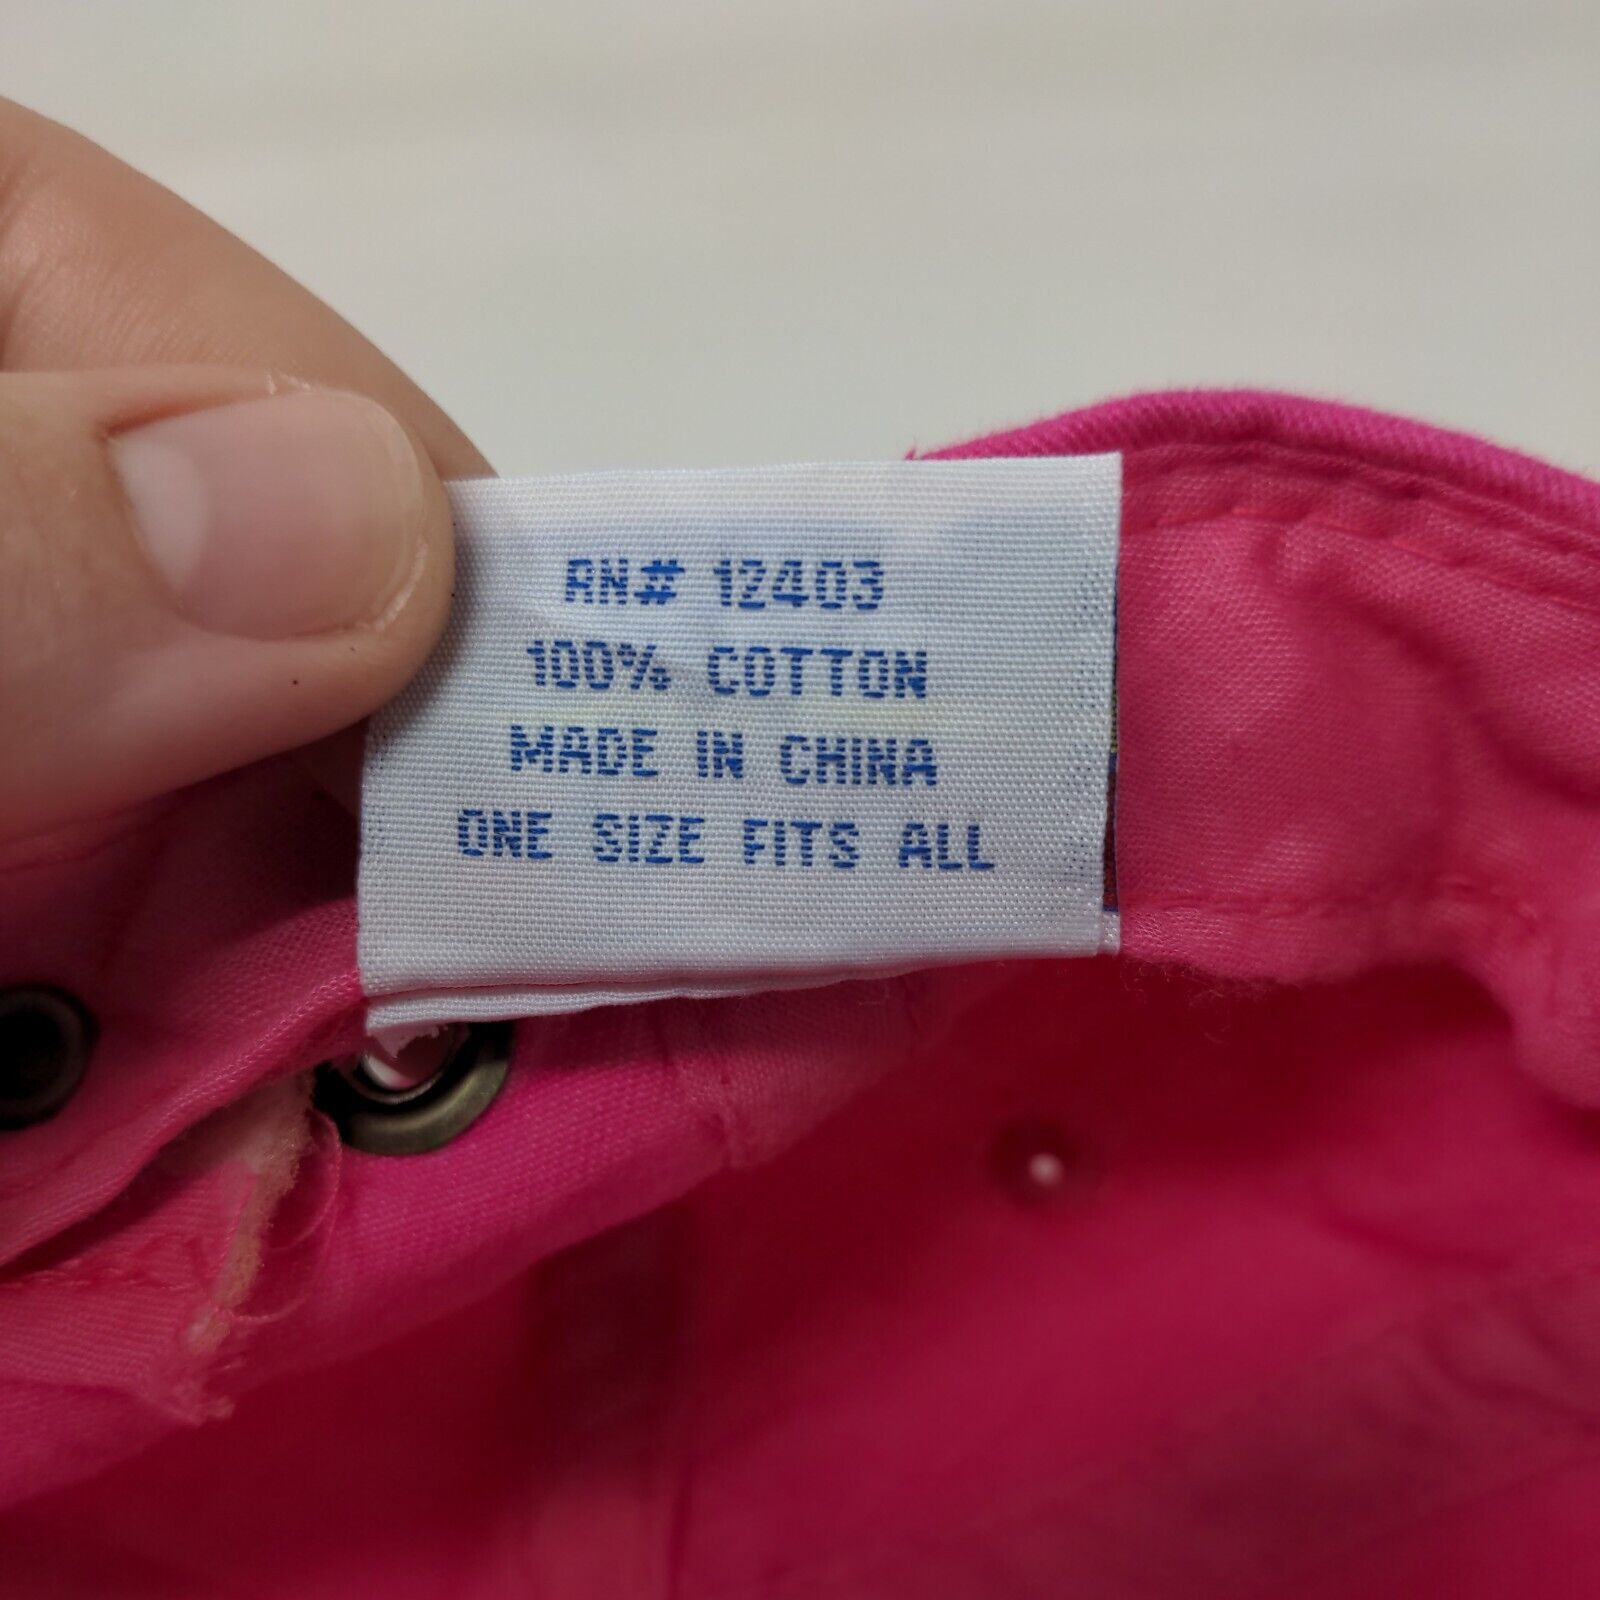 RN# 12403
100% COTTON
MADE IN CHINA
ONE SIZE FITS ALL